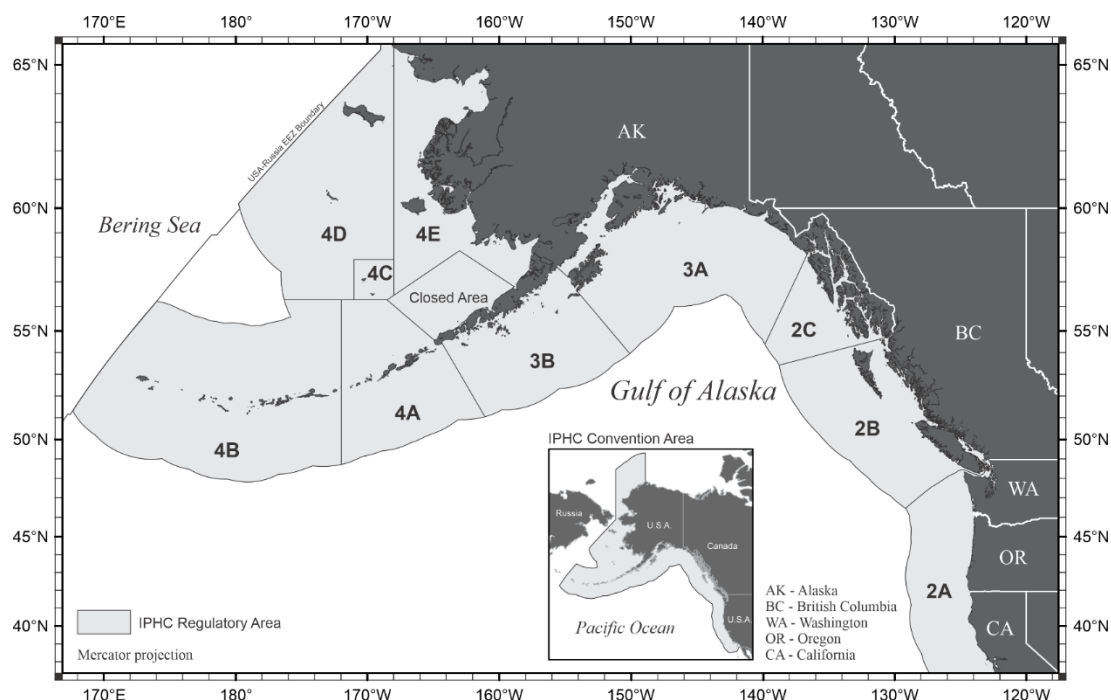 170°E 180° 170°W 160°W 150°W 140°W 130°W 120°W
65°N 65°N
USA-Russia EEZ Boundary
AK
60°N 60°N
Bering Sea
4D 4E
3A
4C
Closed Area
55°N 55°N
2C
BC
3B
Gulf of Alaska
4A
2B
50°N 50°N
4B
IPHC Convention Area
WA
Russia
U.S.A.
Canada
45°N 45°N
OR
2A
AK - Alaska
BC - British Columbia
WA - Washington
OR - Oregon
CA - California
U.S.A.
Pacific Ocean
CA
40°N 40°N
IPHC Regulatory Area
Mercator projection
170°E 180° 170°W 160°W 150°W 140°W 130°W 120°W